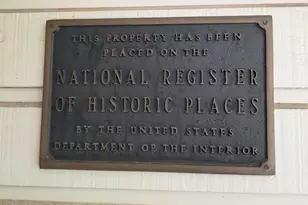 THIS PROPERTY HAS BEEN
PLACED ON THE
NATIONAL REGISTER
OF HISTORIC PLACES
BY THE UNITED STATES
DEPARTMENT OF THE INTERIOR